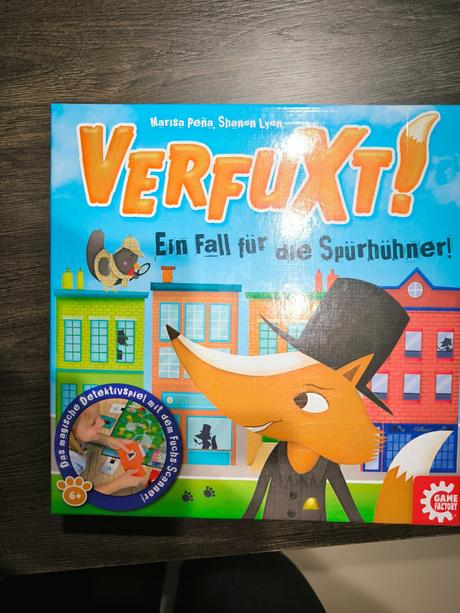 Marisa Peña, Shanon Lyon
VERFUXT!
Ein Fall für die Spürhühner!
Das magische Detektivspiel mit dem Fuchs-Scanner!
6+
GAME
FACTORY